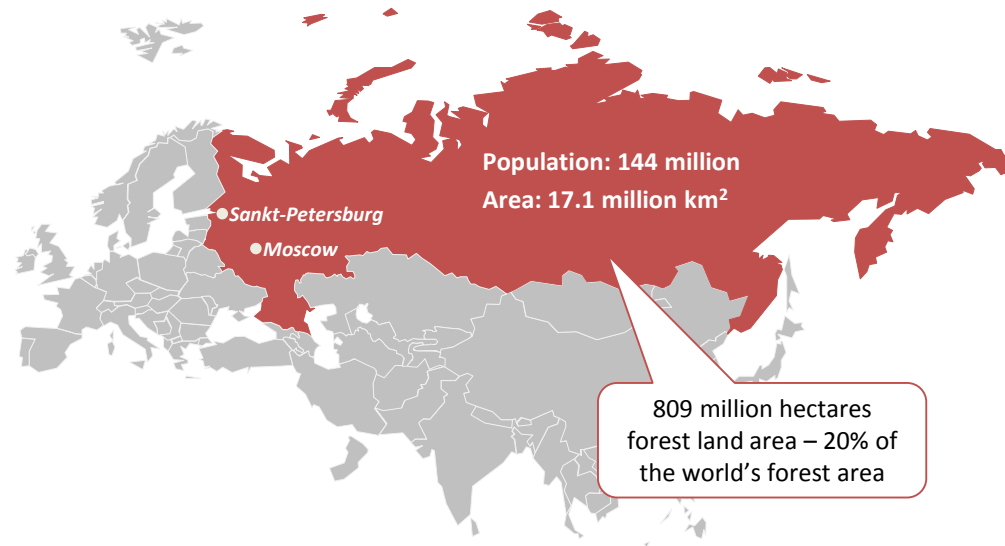 Population: 144 million
Area: 17.1 million km²
Sankt-Petersburg
Moscow
809 million hectares
forest land area – 20% of
the world's forest area